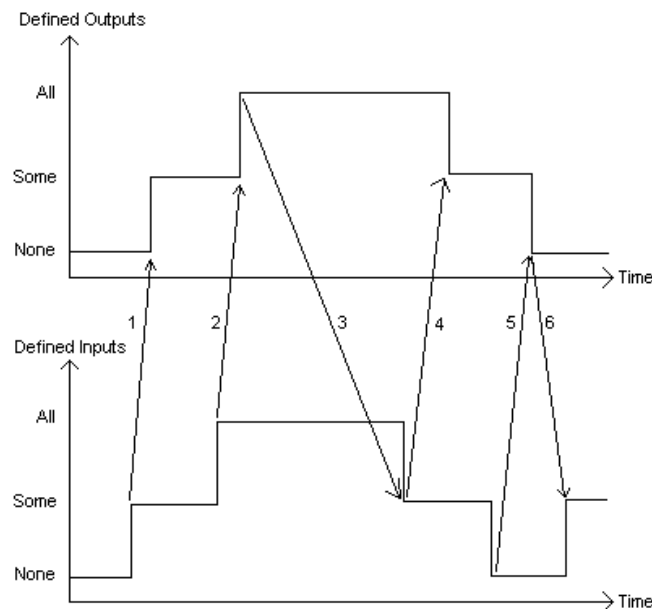 Defined Outputs
All
Some
None
Time
1 2 3 4 5 6
Defined Inputs
All
Some
None
Time